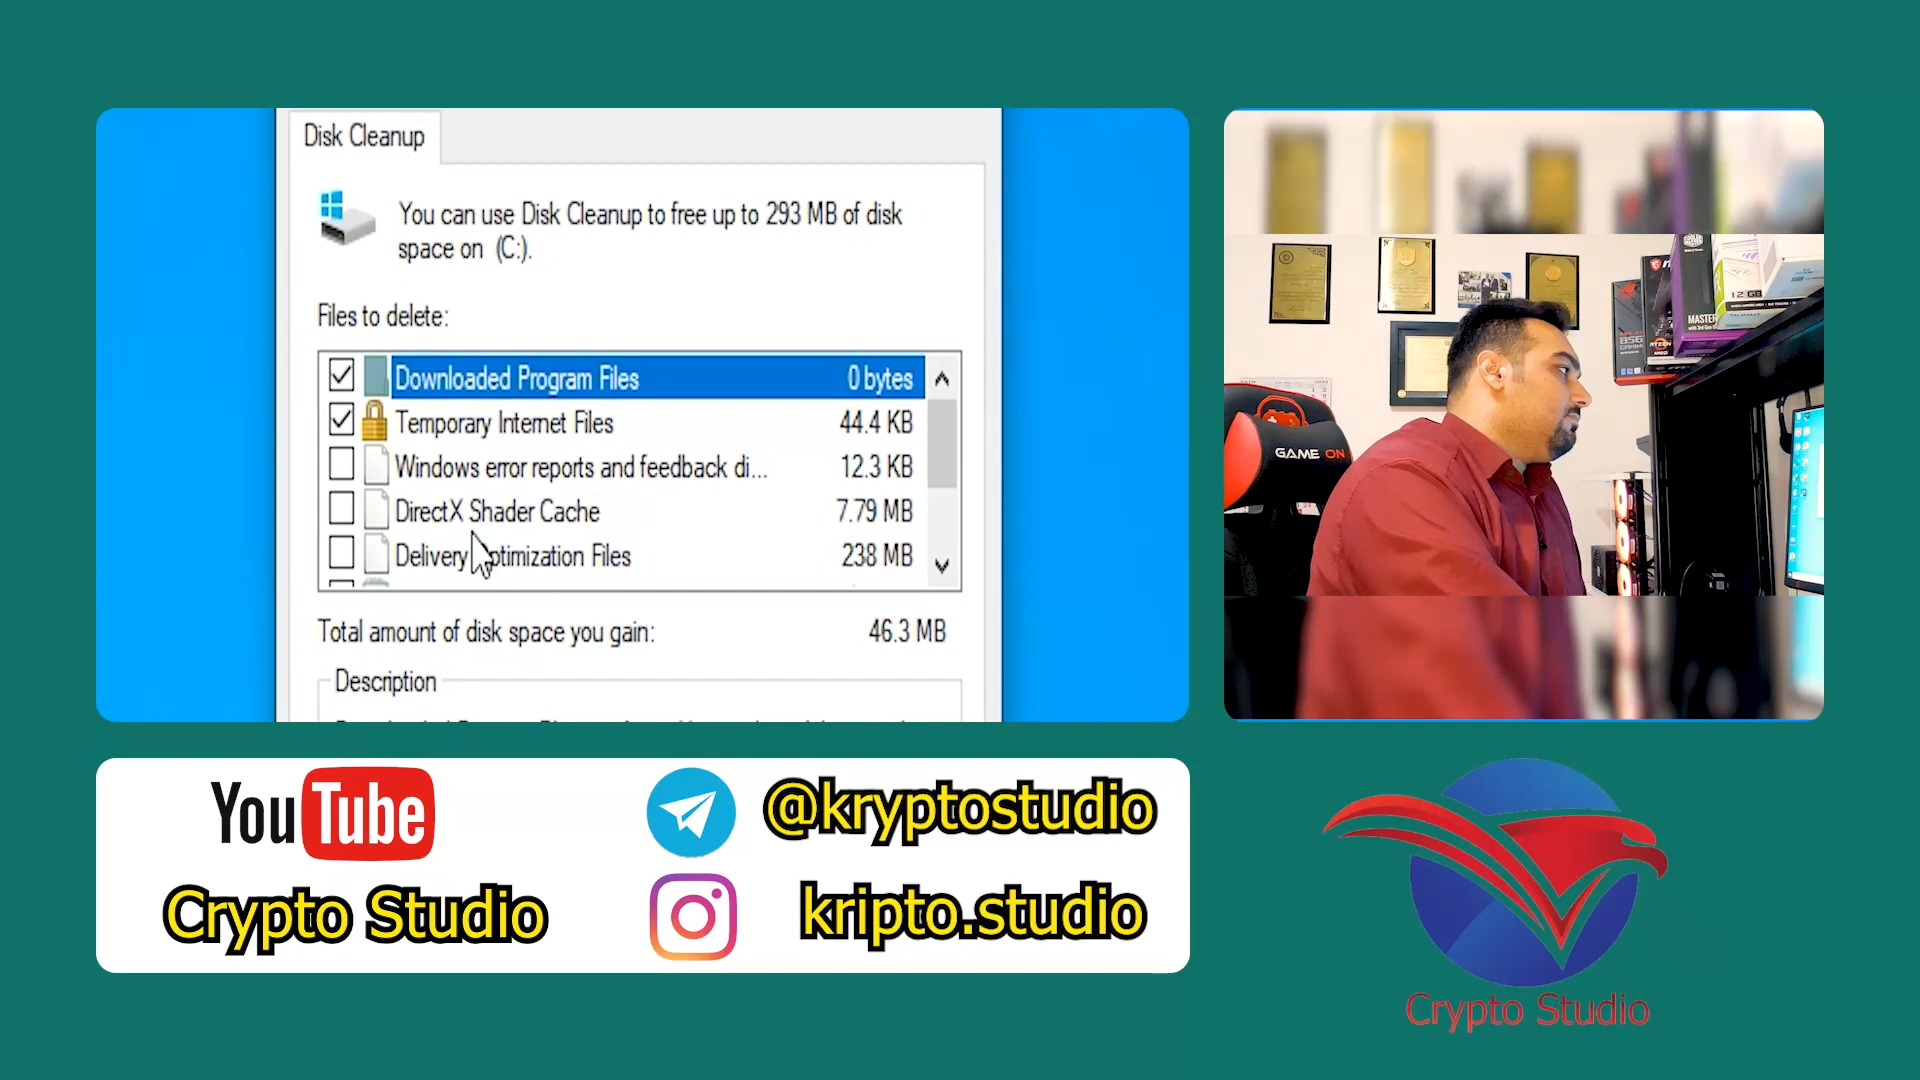 Disk Cleanup
You can use Disk Cleanup to free up to 293 MB of disk
space on (C:).
Files to delete:
Downloaded Program Files 0 bytes
Temporary Internet Files 44.4 KB
Windows error reports and feedback di... 12.3 KB
DirectX Shader Cache 7.79 MB
Delivery Optimization Files 238 MB
Total amount of disk space you gain: 46.3 MB
Description
GAME ON
12GB
MASTER
RYZEN
YouTube
Crypto Studio
@kryptostudio
kripto.studio
Crypto Studio